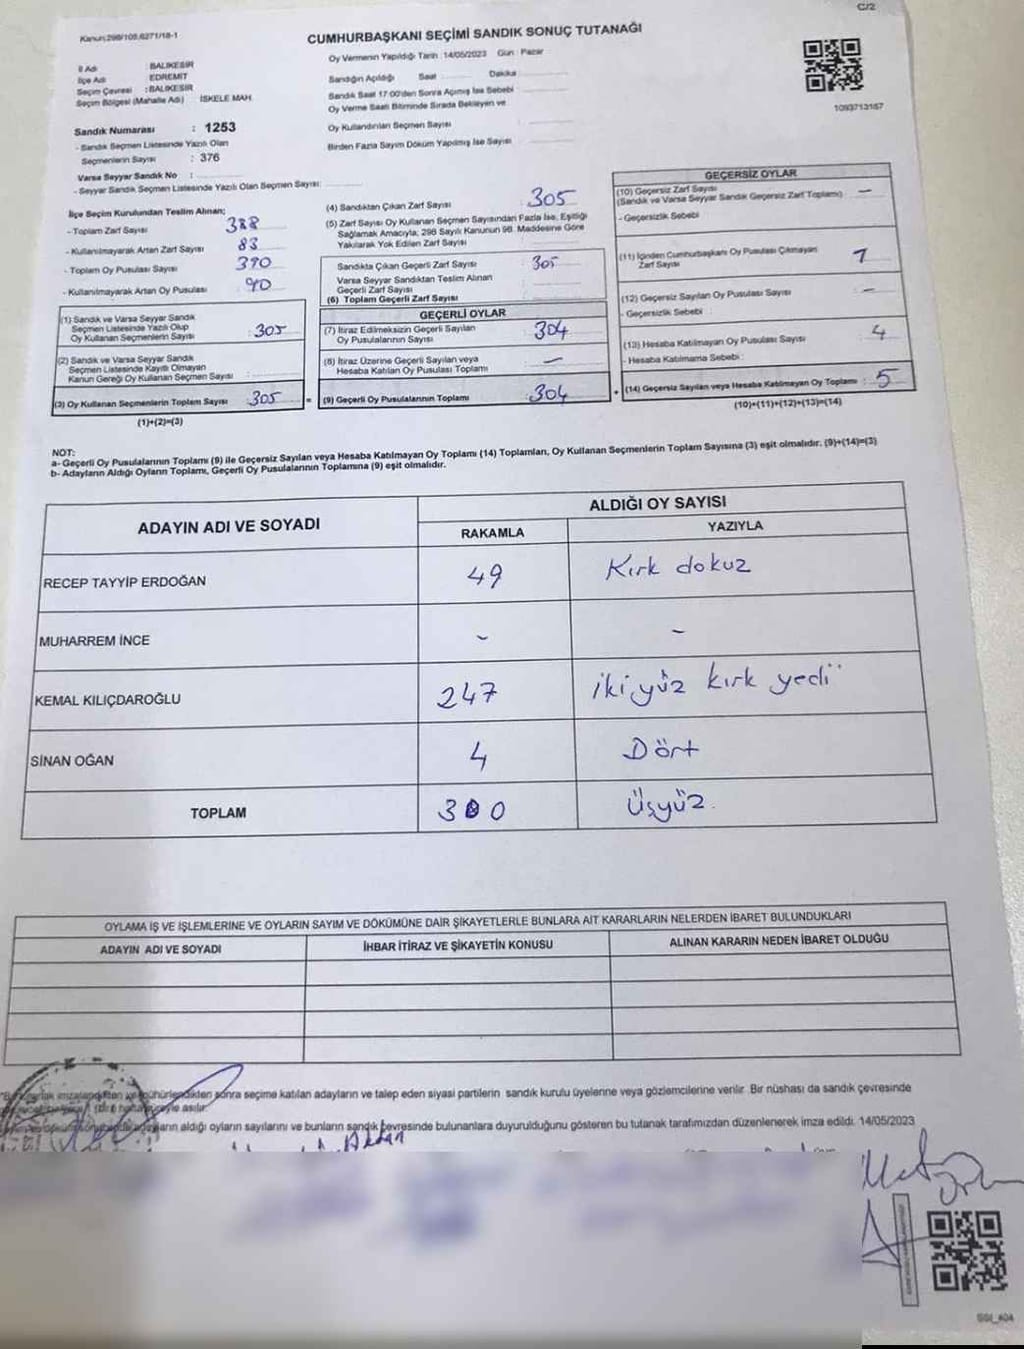 C/2
Kanun:298/105.6271/18-1
CUMHURBAŞKANI SEÇİMİ SANDIK SONUÇ TUTANAĞI
Oy Vermenin Yapıldığı Tarih :14/05/2023 Gün : Pazar
İl Adı BALIKESİR
İlçe Adı EDREMİT
Seçim Çevresi : BALIKESİR
Seçim Bölgesi (Mahalle Adı) İSKELE MAH.
Sandık Numarası : 1253
- Sandık Seçmen Listesinde Yazılı Olan
Seçmenlerin Sayısı : 376
Varsa Seyyar Sandık No :
- Seyyar Sandık Seçmen Listesinde Yazılı Olan Seçmen Sayısı:
Sandığın Açıldığı Saat Dakika
Sandık Saat 17:00'den Sonra Açımış İse Sebebi
Oy Verme Saati Bitiminde Sırada Bekleyen ve
Oy Kullandırılan Seçmen Sayısı :
Birden Fazla Sayım Döküm Yapılmış İse Sayısı
1093713157
İlçe Seçim Kurulundan Teslim Alınan;
- Toplam Zarf Sayısı 388
- Kullanılmayarak Artan Zarf Sayısı 83
- Toplam Oy Pusulası Sayısı 390
- Kullanılmayarak Artan Oy Pusulası 90
(1) Sandık ve Varsa Seyyar Sandık
Seçmen Listesinde Yazılı Olup
Oy Kullanan Seçmenlerin Sayısı : 305
(2) Sandık ve Varsa Seyyar Sandık
Seçmen Listesinde Kayıtlı Olmayan
Kanun Gereği Oy Kullanan Seçmen Sayısı :
(3) Oy Kullanan Seçmenlerin Toplam Sayısı 305
(1)+(2)=(3)
(4) Sandıktan Çıkan Zarf Sayısı 305
(5) Zarf Sayısı Oy Kullanan Seçmen Sayısından Fazla İse, Eşitliği
Sağlamak Amacıyla; 298 Sayılı Kanunun 98. Maddesine Göre
Yakılarak Yok Edilen Zarf Sayısı
Sandıkta Çıkan Geçerli Zarf Sayısı 305
Varsa Seyyar Sandıktan Teslim Alınan
Geçerli Zarf Sayısı
(6) Toplam Geçerli Zarf Sayısı
GEÇERLİ OYLAR
(7) İtiraz Edilmeksizin Geçerli Sayılan
Oy Pusulasının Sayısı 304
(8) İtiraz Üzerine Geçerli Sayılan veya
Hesaba Katılan Oy Pusulası Toplamı —
= (9) Geçerli Oy Pusulalarının Toplamı 304
GEÇERSİZ OYLAR
(10) Geçersiz Zarf Sayısı
(Sandık ve Varsa Seyyar Sandık Geçersiz Zarf Toplamı) —
- Geçersizlik Sebebi
(11) İçinden Cumhurbaşkanı Oy Pusulası Çıkmayan
Zarf Sayısı 1
(12) Geçersiz Sayılan Oy Pusulası Sayısı —
- Geçersizlik Sebebi :
(13) Hesaba Katılmayan Oy Pusulası Sayısı 4
- Hesaba Katılmama Sebebi :
+ (14) Geçersiz Sayılan veya Hesaba Katılmayan Oy Toplamı : 5
(10)+(11)+(12)+(13)=(14)
NOT:
a- Geçerli Oy Pusulalarının Toplamı (9) ile Geçersiz Sayılan veya Hesaba Katılmayan Oy Toplamı (14) Toplamları, Oy Kullanan Seçmenlerin Toplam Sayısına (3) eşit olmalıdır. (9)+(14)=(3)
b- Adayların Aldığı Oyların Toplamı, Geçerli Oy Pusulalarının Toplamına (9) eşit olmalıdır.
ADAYIN ADI VE SOYADI ALDIĞI OY SAYISI
RAKAMLA YAZIYLA
RECEP TAYYİP ERDOĞAN 49 Kırk dokuz
MUHARREM İNCE - -
KEMAL KILIÇDAROĞLU 247 ikiyüz kırk yedi
SİNAN OĞAN 4 Dört
TOPLAM 300 Üçyüz.
OYLAMA İŞ VE İŞLEMLERİNE VE OYLARIN SAYIM VE DÖKÜMÜNE DAİR ŞİKAYETLERLE BUNLARA AİT KARARLARIN NELERDEN İBARET BULUNDUKLARI
ADAYIN ADI VE SOYADI İHBAR İTİRAZ VE ŞİKAYETİN KONUSU ALINAN KARARIN NEDEN İBARET OLDUĞU
sonra seçime katılan adayların ve talep eden siyasi partilerin sandık kurulu üyelerine veya gözlemcilerine verilir. Bir nüshası da sandık çevresinde
asılır.
aldığı oyların sayılarını ve bunların sandık çevresinde bulunanlara duyurulduğunu gösteren bu tutanak tarafımızdan düzenlenerek imza edildi. 14/05/2023